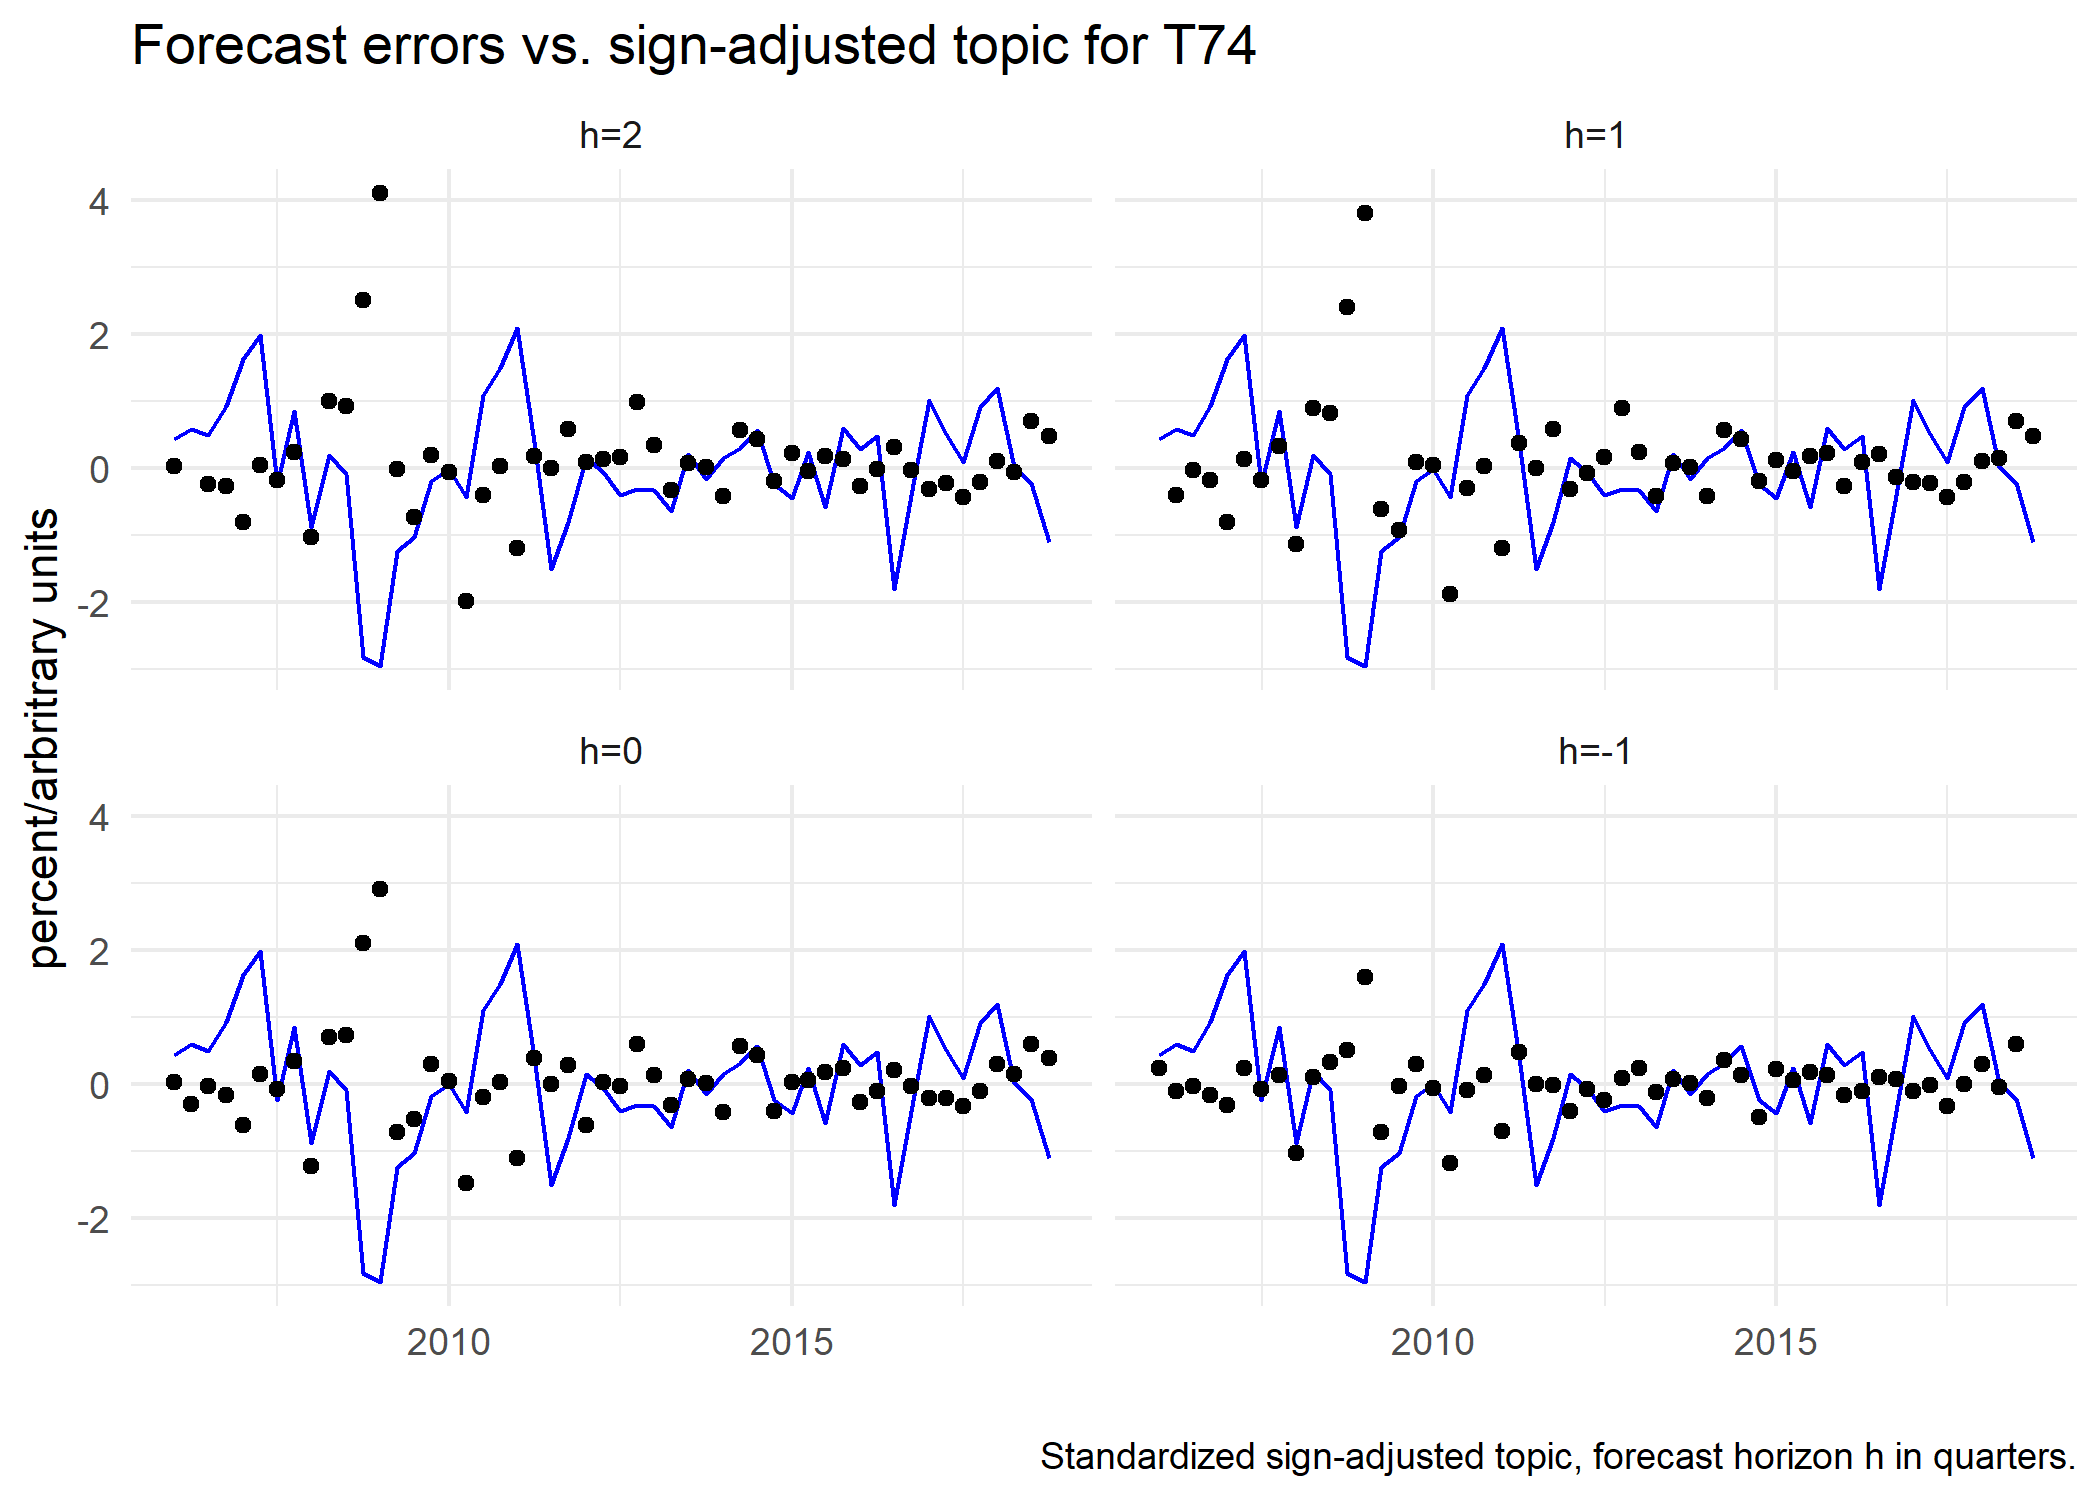 Forecast errors vs. sign-adjusted topic for T74
h=2
h=1
4
2
0
-2
percent/arbritrary units
h=0
h=-1
4
2
0
-2
2010
2015
2010
2015
Standardized sign-adjusted topic, forecast horizon h in quarters.